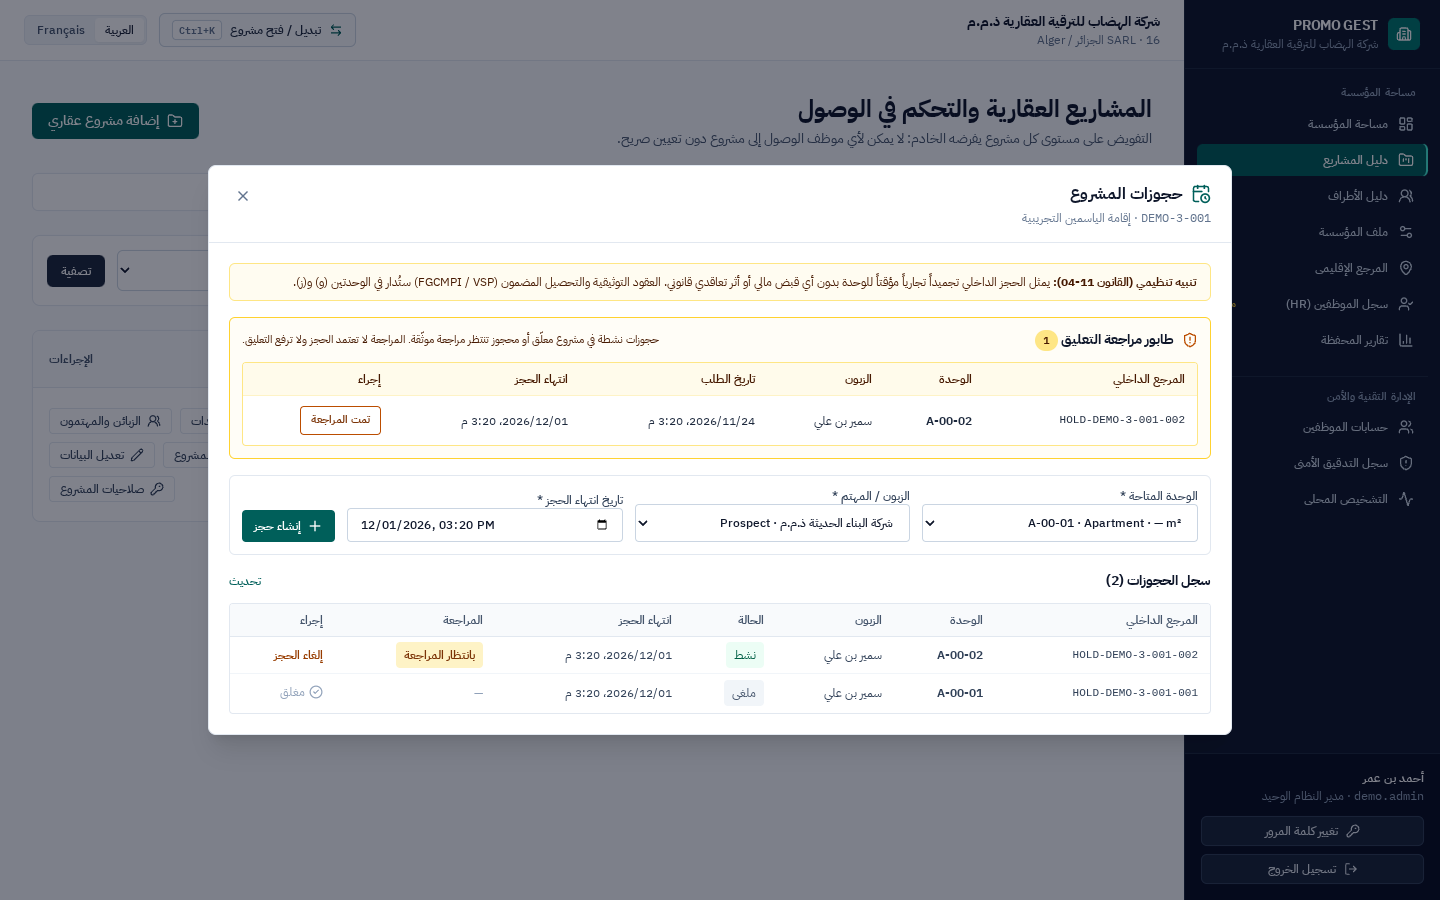 PROMO GEST
شركة الهضاب للترقية العقارية ذ.م.م
مساحة المؤسسة
مساحة المؤسسة
دليل المشاريع
دليل الأطراف
ملف المؤسسة
المرجع الإقليمي
سجل الموظفين (HR)
تقارير المحفظة
الإدارة التقنية والأمن
حسابات الموظفين
سجل التدقيق الأمني
التشخيص المحلي
أحمد بن عمر
demo.admin · مدير النظام الوحيد
تغيير كلمة المرور
تسجيل الخروج
شركة الهضاب للترقية العقارية ذ.م.م
SARL · 16 الجزائر / Alger
تبديل / فتح مشروع Ctrl+K
العربية Français
المشاريع العقارية والتحكم في الوصول
التفويض على مستوى كل مشروع يفرضه الخادم: لا يمكن لأي موظف الوصول إلى مشروع دون تعيين صريح.
إضافة مشروع عقاري
تصفية
الإجراءات
الزبائن والمهتمون
تعديل البيانات
صلاحيات المشروع
حجوزات المشروع
DEMO-3-001 · إقامة الياسمين التجريبية
تنبيه تنظيمي (القانون 11-04): يمثل الحجز الداخلي تجميداً تجارياً مؤقتاً للوحدة بدون أي قبض مالي أو أثر تعاقدي قانوني. العقود التوثيقية والتحصيل المضمون (FGCMPI / VSP) ستُدار في الوحدتين (و) و(ز).
طابور مراجعة التعليق 1
حجوزات نشطة في مشروع معلّق أو محجوز تنتظر مراجعة موثّقة. المراجعة لا تعتمد الحجز ولا ترفع التعليق.
المرجع الداخلي الوحدة الزبون تاريخ الطلب انتهاء الحجز إجراء
HOLD-DEMO-3-001-002 A-00-02 سمير بن علي 2026/11/24، 3:20 م 2026/12/01، 3:20 م تمت المراجعة
الوحدة المتاحة * الزبون / المهتم * تاريخ انتهاء الحجز *
A-00-01 · Apartment · — m² شركة البناء الحديثة ذ.م.م · Prospect 12/01/2026, 03:20 PM إنشاء حجز
سجل الحجوزات (2) تحديث
المرجع الداخلي الوحدة الزبون الحالة انتهاء الحجز المراجعة إجراء
HOLD-DEMO-3-001-002 A-00-02 سمير بن علي نشط 2026/12/01، 3:20 م بانتظار المراجعة إلغاء الحجز
HOLD-DEMO-3-001-001 A-00-01 سمير بن علي ملغى 2026/12/01، 3:20 م — مغلق